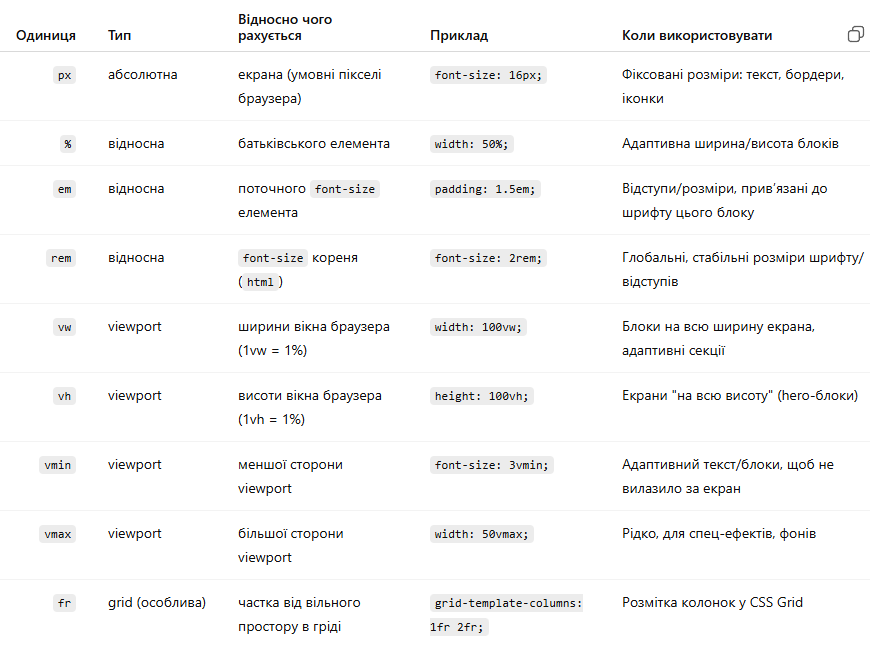 Одиниця Тип Відносно чого рахується Приклад Коли використовувати
px абсолютна екрана (умовні пікселі браузера) font-size: 16px; Фіксовані розміри: текст, бордери, іконки
% відносна батьківського елемента width: 50%; Адаптивна ширина/висота блоків
em відносна поточного font-size елемента padding: 1.5em; Відступи/розміри, прив’язані до шрифту цього блоку
rem відносна font-size кореня (html) font-size: 2rem; Глобальні, стабільні розміри шрифту/відступів
vw viewport ширини вікна браузера (1vw = 1%) width: 100vw; Блоки на всю ширину екрана, адаптивні секції
vh viewport висоти вікна браузера (1vh = 1%) height: 100vh; Екрани "на всю висоту" (hero-блоки)
vmin viewport меншої сторони viewport font-size: 3vmin; Адаптивний текст/блоки, щоб не вилазило за екран
vmax viewport більшої сторони viewport width: 50vmax; Рідко, для спец-ефектів, фонів
fr grid (особлива) частка від вільного простору в гріді grid-template-columns: 1fr 2fr; Розмітка колонок у CSS Grid